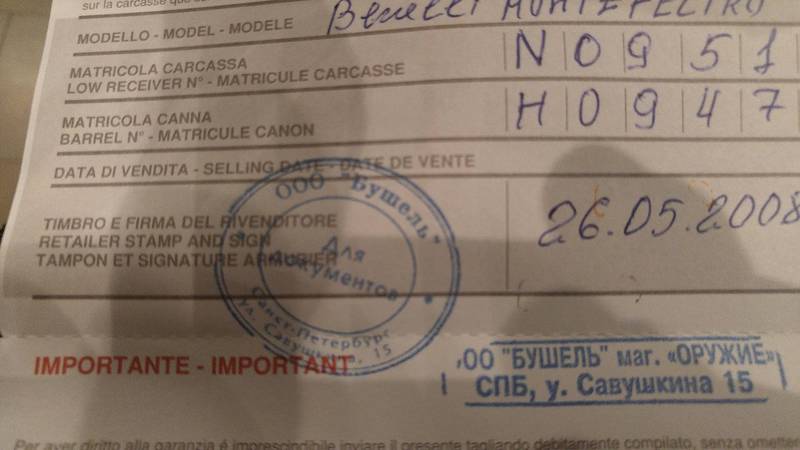 sur la carcasse que
MODELLO - MODEL - MODELE Benelli MONTEFELTRO
MATRICOLA CARCASSA
LOW RECEIVER N° - MATRICULE CARCASSE
N 0 9 5 1
MATRICOLA CANNA
BARREL N° - MATRICULE CANON
H 0 9 4 7
DATA DI VENDITA - SELLING DATE - DATE DE VENTE
26.05.2008
TIMBRO E FIRMA DEL RIVENDITORE
RETAILER STAMP AND SIGN
TAMPON ET SIGNATURE ARMURIER
ООО "Бушель"
Для
документов
Санкт-Петербург
ул. Савушкина, 15
IMPORTANTE - IMPORTANT
ОО "БУШЕЛЬ" маг. «ОРУЖИЕ»
СПБ, у. Савушкина 15
Per aver diritto alla garanzia é imprescindibile inviare il presente tagliando debitamente compilato, senza omettere